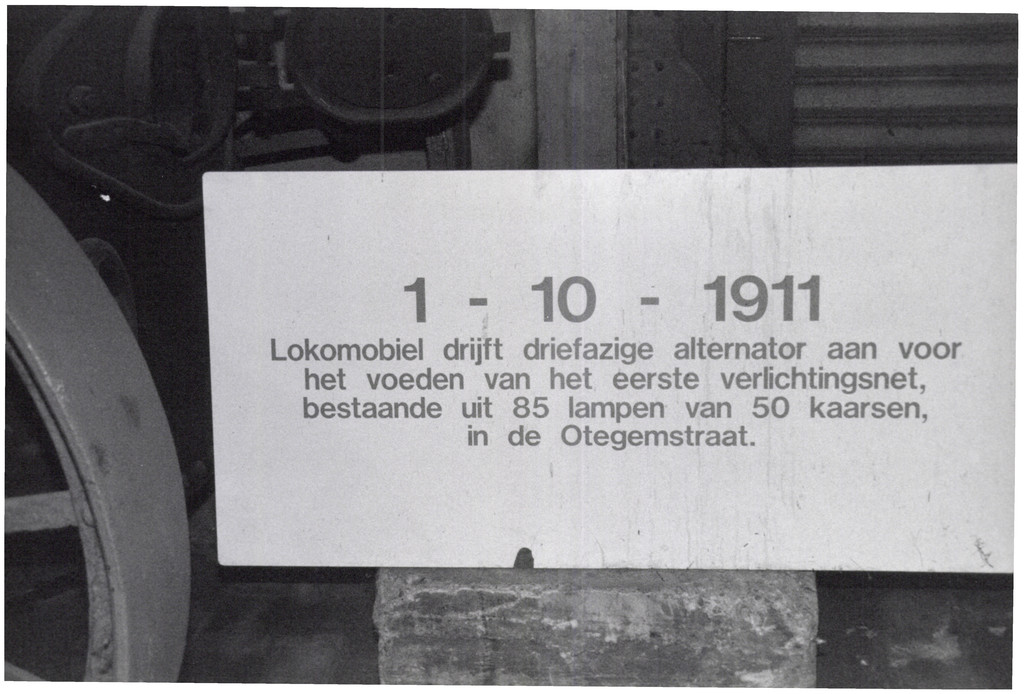 1 - 10 - 1911
Lokomobiel drijft driefazige alternator aan voor
het voeden van het eerste verlichtingsnet,
bestaande uit 85 lampen van 50 kaarsen,
in de Otegemstraat.